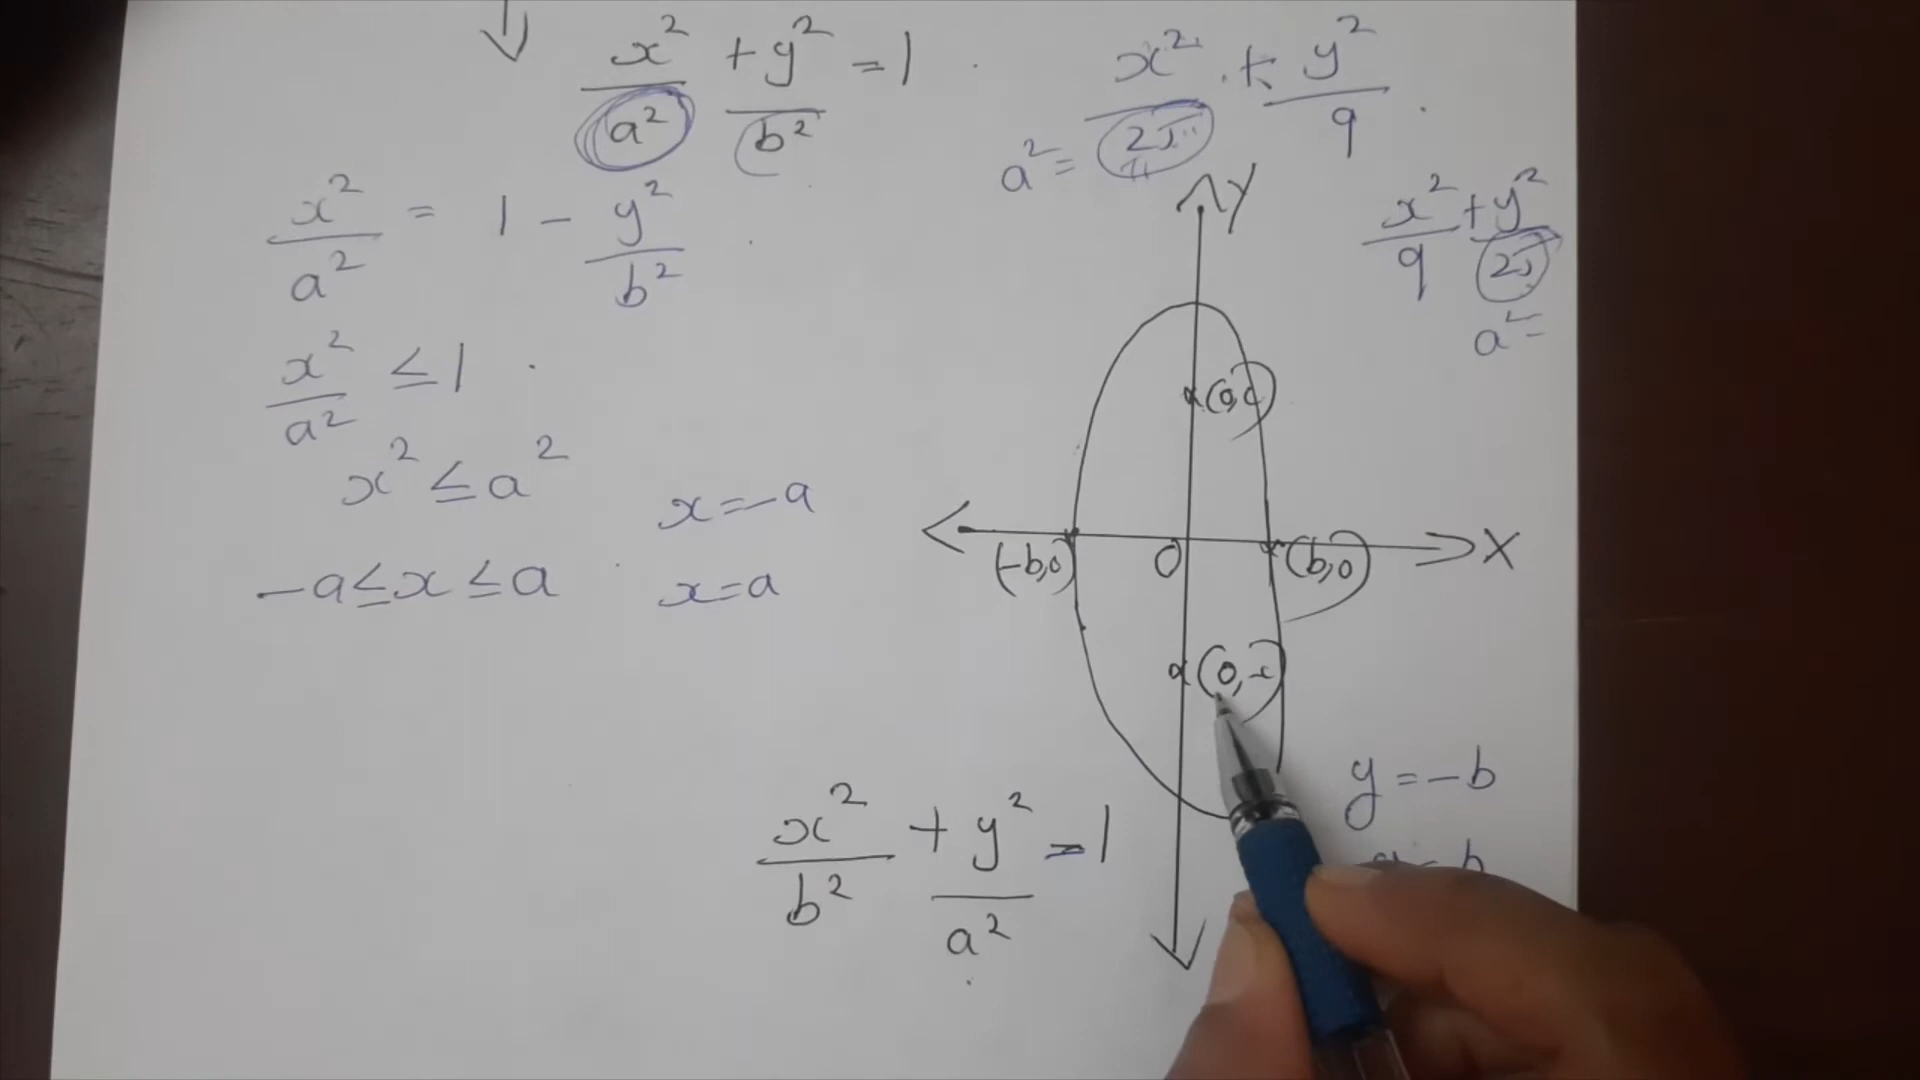 x²/a² + y²/b² = 1
x²/25 + y²/9
a² =
x²/a² = 1 - y²/b²
x²/9 + y²/25
a² =
x²/a² ≤ 1
x² ≤ a²
x = -a
-a ≤ x ≤ a
x = a
Y
(0, c)
(-b, 0) O (b, 0) X
(0, -c)
x²/b² + y²/a² = 1
y = -b